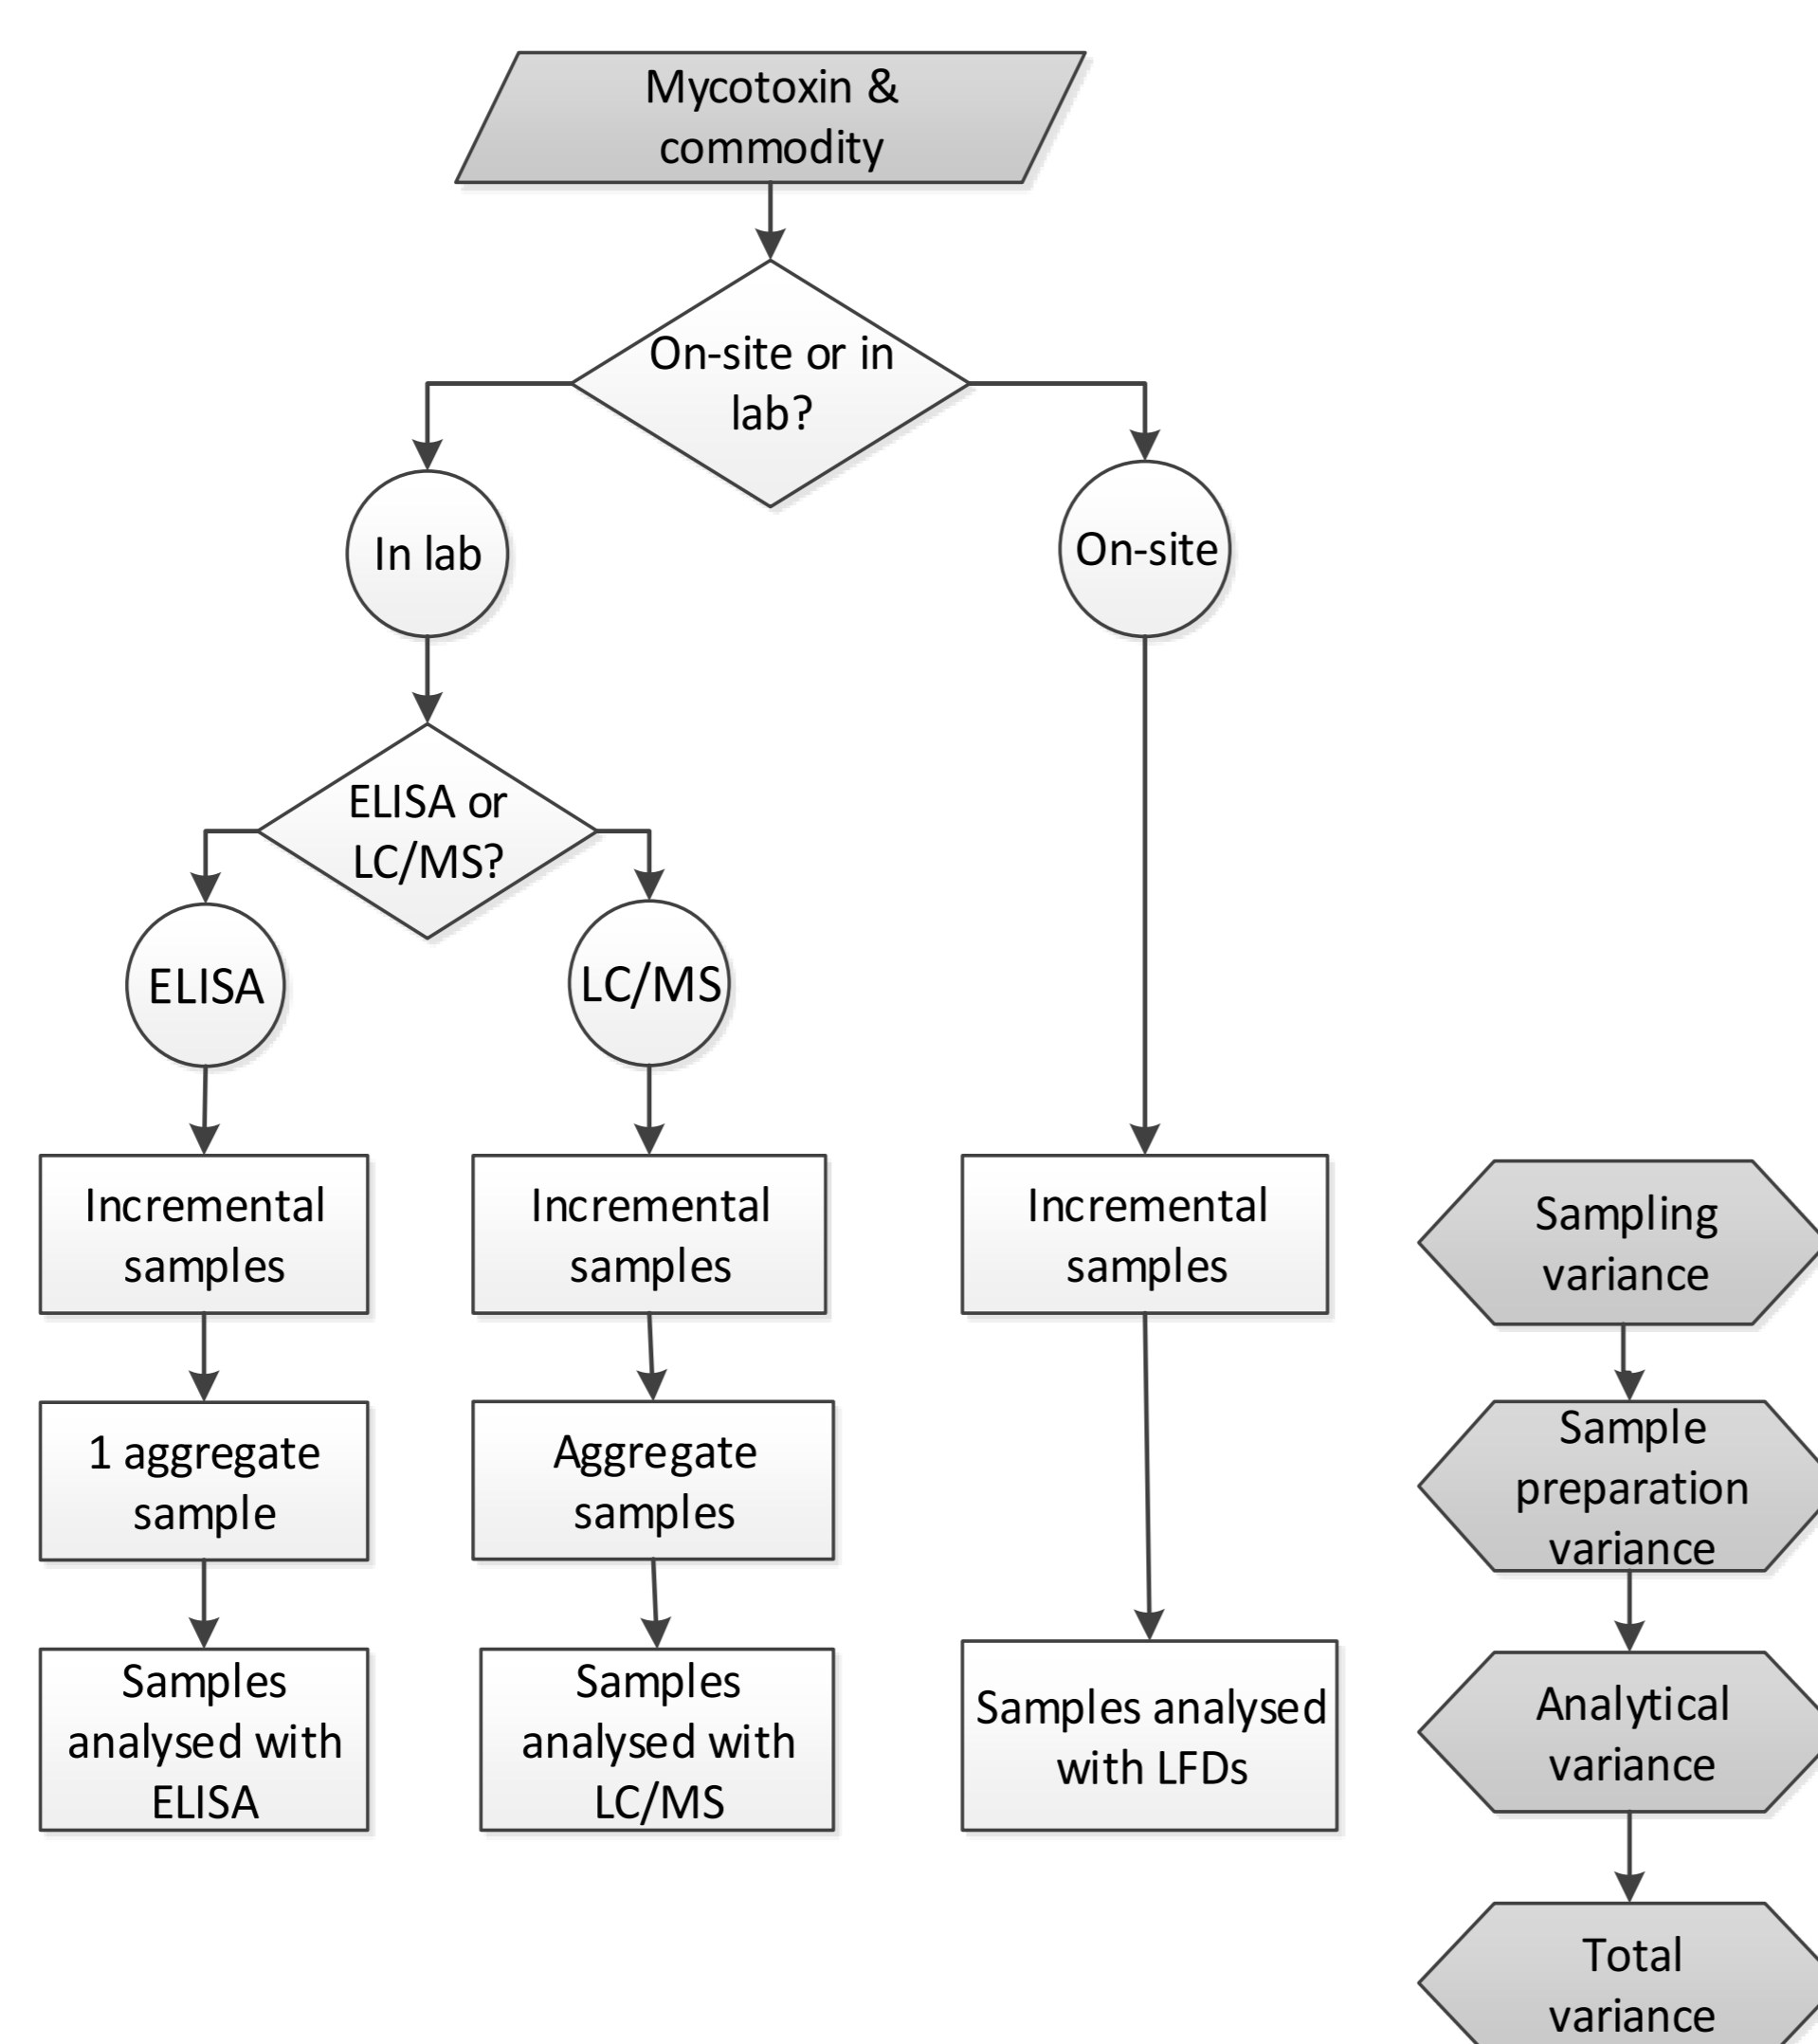 Mycotoxin &
commodity
On-site or in
lab?
In lab
On-site
ELISA or
LC/MS?
ELISA
LC/MS
Incremental
samples
Incremental
samples
Incremental
samples
Sampling
variance
1 aggregate
sample
Aggregate
samples
Sample
preparation
variance
Samples
analysed with
ELISA
Samples
analysed with
LC/MS
Samples analysed
with LFDs
Analytical
variance
Total
variance